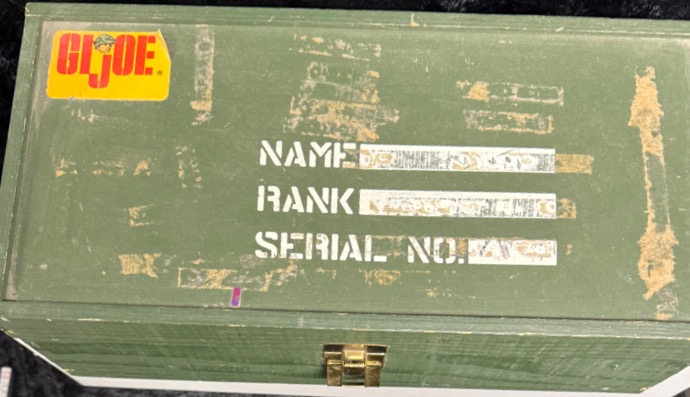 GI JOE®
NAME
RANK
SERIAL NO.